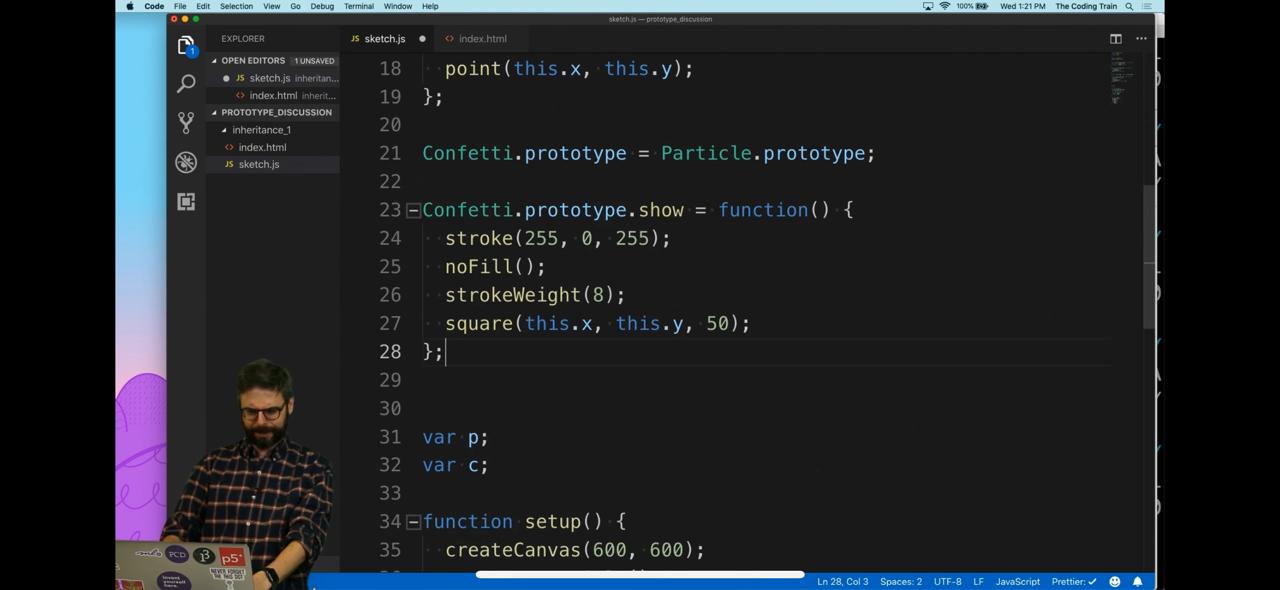 Code File Edit Selection View Go Debug Terminal Window Help 100% Wed 1:21 PM The Coding Train
sketch.js — prototype_discussion
EXPLORER
JS sketch.js
<> index.html
1
OPEN EDITORS 1 UNSAVED
JS sketch.js inheritan...
<> index.html inherit...
PROTOTYPE_DISCUSSION
inheritance_1
<> index.html
JS sketch.js
18 point(this.x, this.y);
19 };
20
21 Confetti.prototype = Particle.prototype;
22
23 Confetti.prototype.show = function() {
24 stroke(255, 0, 255);
25 noFill();
26 strokeWeight(8);
27 square(this.x, this.y, 50);
28 };
29
30
31 var p;
32 var c;
33
34 function setup() {
35 createCanvas(600, 600);
PCD p5*
NEVER FORGET
Ln 28, Col 3 Spaces: 2 UTF-8 LF JavaScript Prettier: ✓